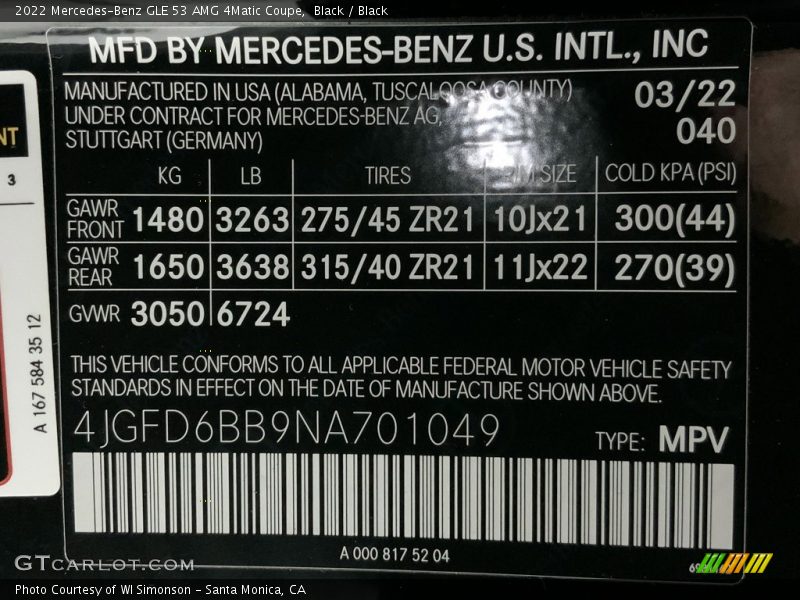 2022 Mercedes-Benz GLE 53 AMG 4Matic Coupe, Black / Black
MFD BY MERCEDES-BENZ U.S. INTL., INC
MANUFACTURED IN USA (ALABAMA, TUSCALOOSA COUNTY) 03/22
UNDER CONTRACT FOR MERCEDES-BENZ AG, 040
STUTTGART (GERMANY)
NT
3
KG LB TIRES RIM SIZE COLD KPA (PSI)
GAWR FRONT 1480 3263 275/45 ZR21 10Jx21 300(44)
GAWR REAR 1650 3638 315/40 ZR21 11Jx22 270(39)
GVWR 3050 6724
THIS VEHICLE CONFORMS TO ALL APPLICABLE FEDERAL MOTOR VEHICLE SAFETY
STANDARDS IN EFFECT ON THE DATE OF MANUFACTURE SHOWN ABOVE.
4JGFD6BB9NA701049 TYPE: MPV
A 167 584 35 12
A 000 817 52 04
GTCARLOT.COM
Photo Courtesy of WI Simonson - Santa Monica, CA